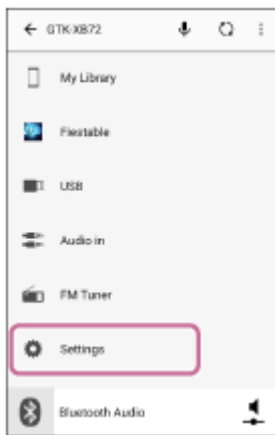 GTK-XB72
My Library
Fiestable
USB
Audio in
FM Tuner
Settings
Bluetooth Audio